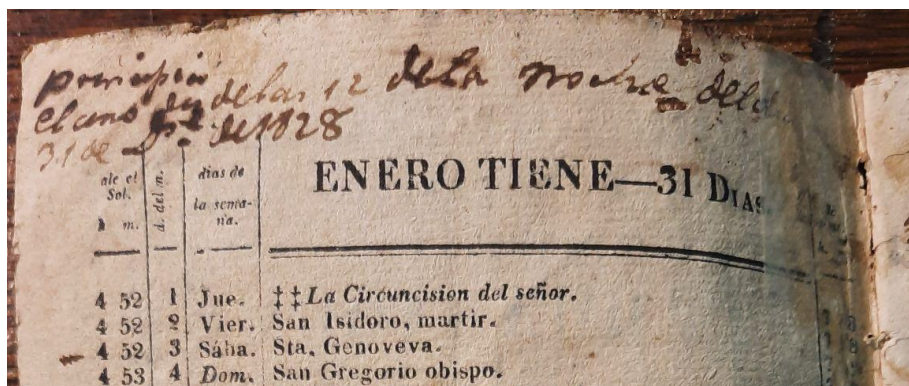 principia
el ano de las 12 de la noche del
31 de de 1828
ale el Sol.
d. del m.
dias de la sema-na.
h m.
ENERO TIENE—31 DIAS.
4 52 1 Jue. ‡‡La Circuncision del señor.
4 52 2 Vier. San Isidoro, martir.
4 52 3 Sába. Sta. Genoveva.
4 53 4 Dom. San Gregorio obispo.